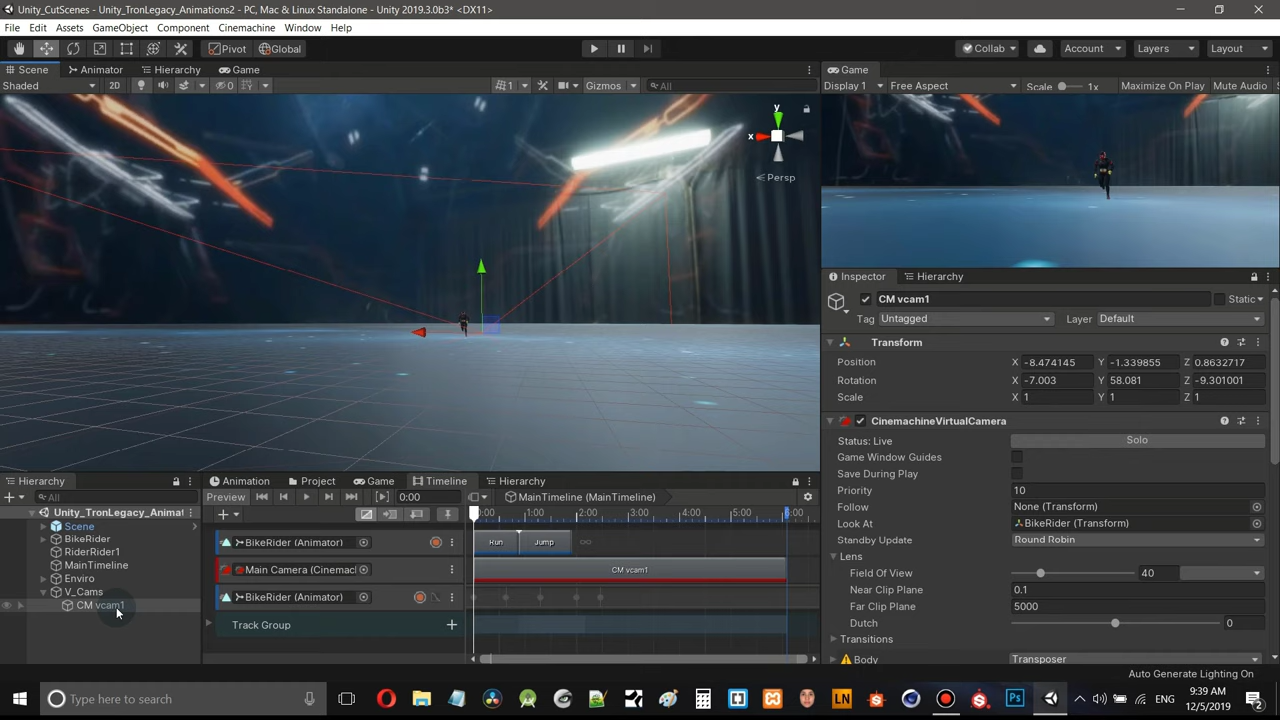 Unity_CutScenes - Unity_TronLegacy_Animations2 - PC, Mac & Linux Standalone - Unity 2019.3.0b3* <DX11>
File Edit Assets GameObject Component Cinemachine Window Help
Pivot Global Collab Account Layers Layout
Scene Animator Hierarchy Game
Shaded 2D 0 1 Gizmos All
y
x
Persp
Game
Display 1 Free Aspect Scale 1x Maximize On Play Mute Audio
Inspector Hierarchy
CM vcam1 Static
Tag Untagged Layer Default
Transform
Position X -8.474145 Y -1.339855 Z 0.8632717
Rotation X -7.003 Y 58.081 Z -9.301001
Scale X 1 Y 1 Z 1
CinemachineVirtualCamera
Status: Live Solo
Game Window Guides
Save During Play
Priority 10
Follow None (Transform)
Look At BikeRider (Transform)
Standby Update Round Robin
Lens
Field Of View 40
Near Clip Plane 0.1
Far Clip Plane 5000
Dutch 0
Transitions
Body Transposer
Auto Generate Lighting On
Hierarchy
All
Unity_TronLegacy_Animat
Scene
BikeRider
RiderRider1
MainTimeline
Enviro
V_Cams
CM vcam1
Animation Project Game Timeline Hierarchy
Preview 0:00 MainTimeline (MainTimeline)
0:00 1:00 2:00 3:00 4:00 5:00 6:00
BikeRider (Animator) Run Jump
Main Camera (Cinemacl CM vcam1
BikeRider (Animator)
Track Group
Type here to search
LN
Ps
ENG
9:39 AM
12/5/2019
2